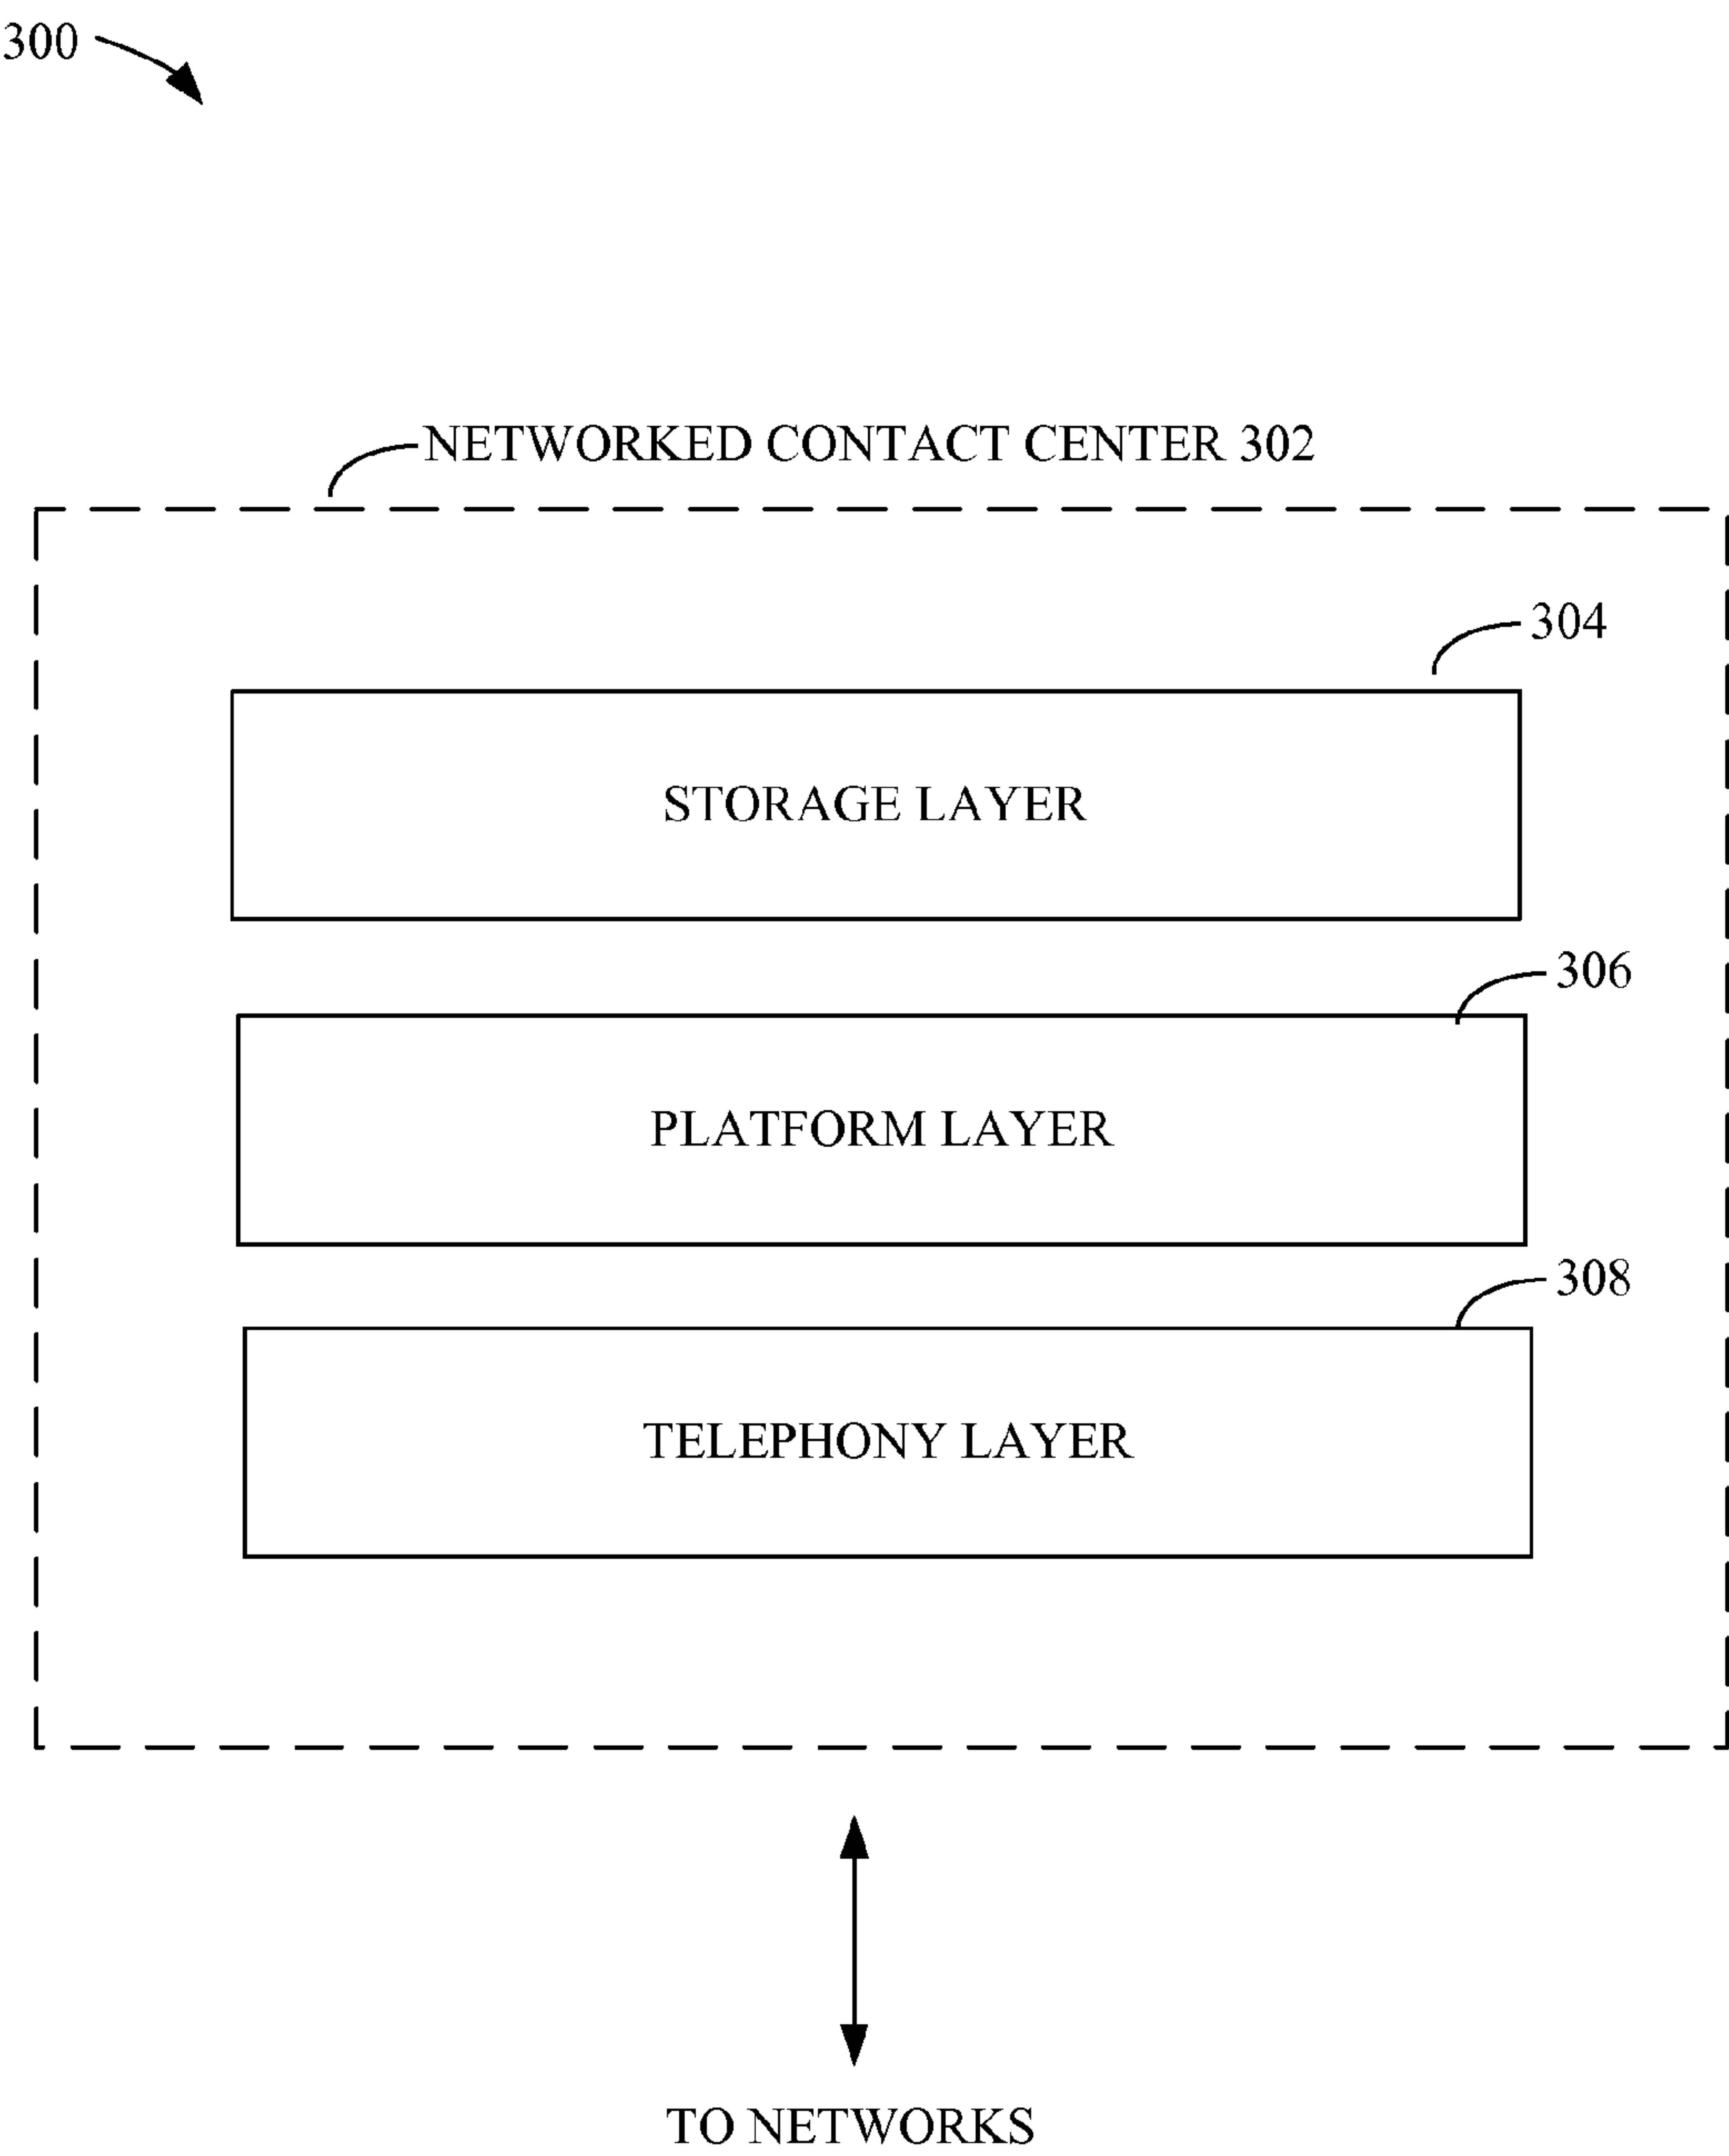 300
NETWORKED CONTACT CENTER 302
304
STORAGE LAYER
306
PLATFORM LAYER
308
TELEPHONY LAYER
TO NETWORKS